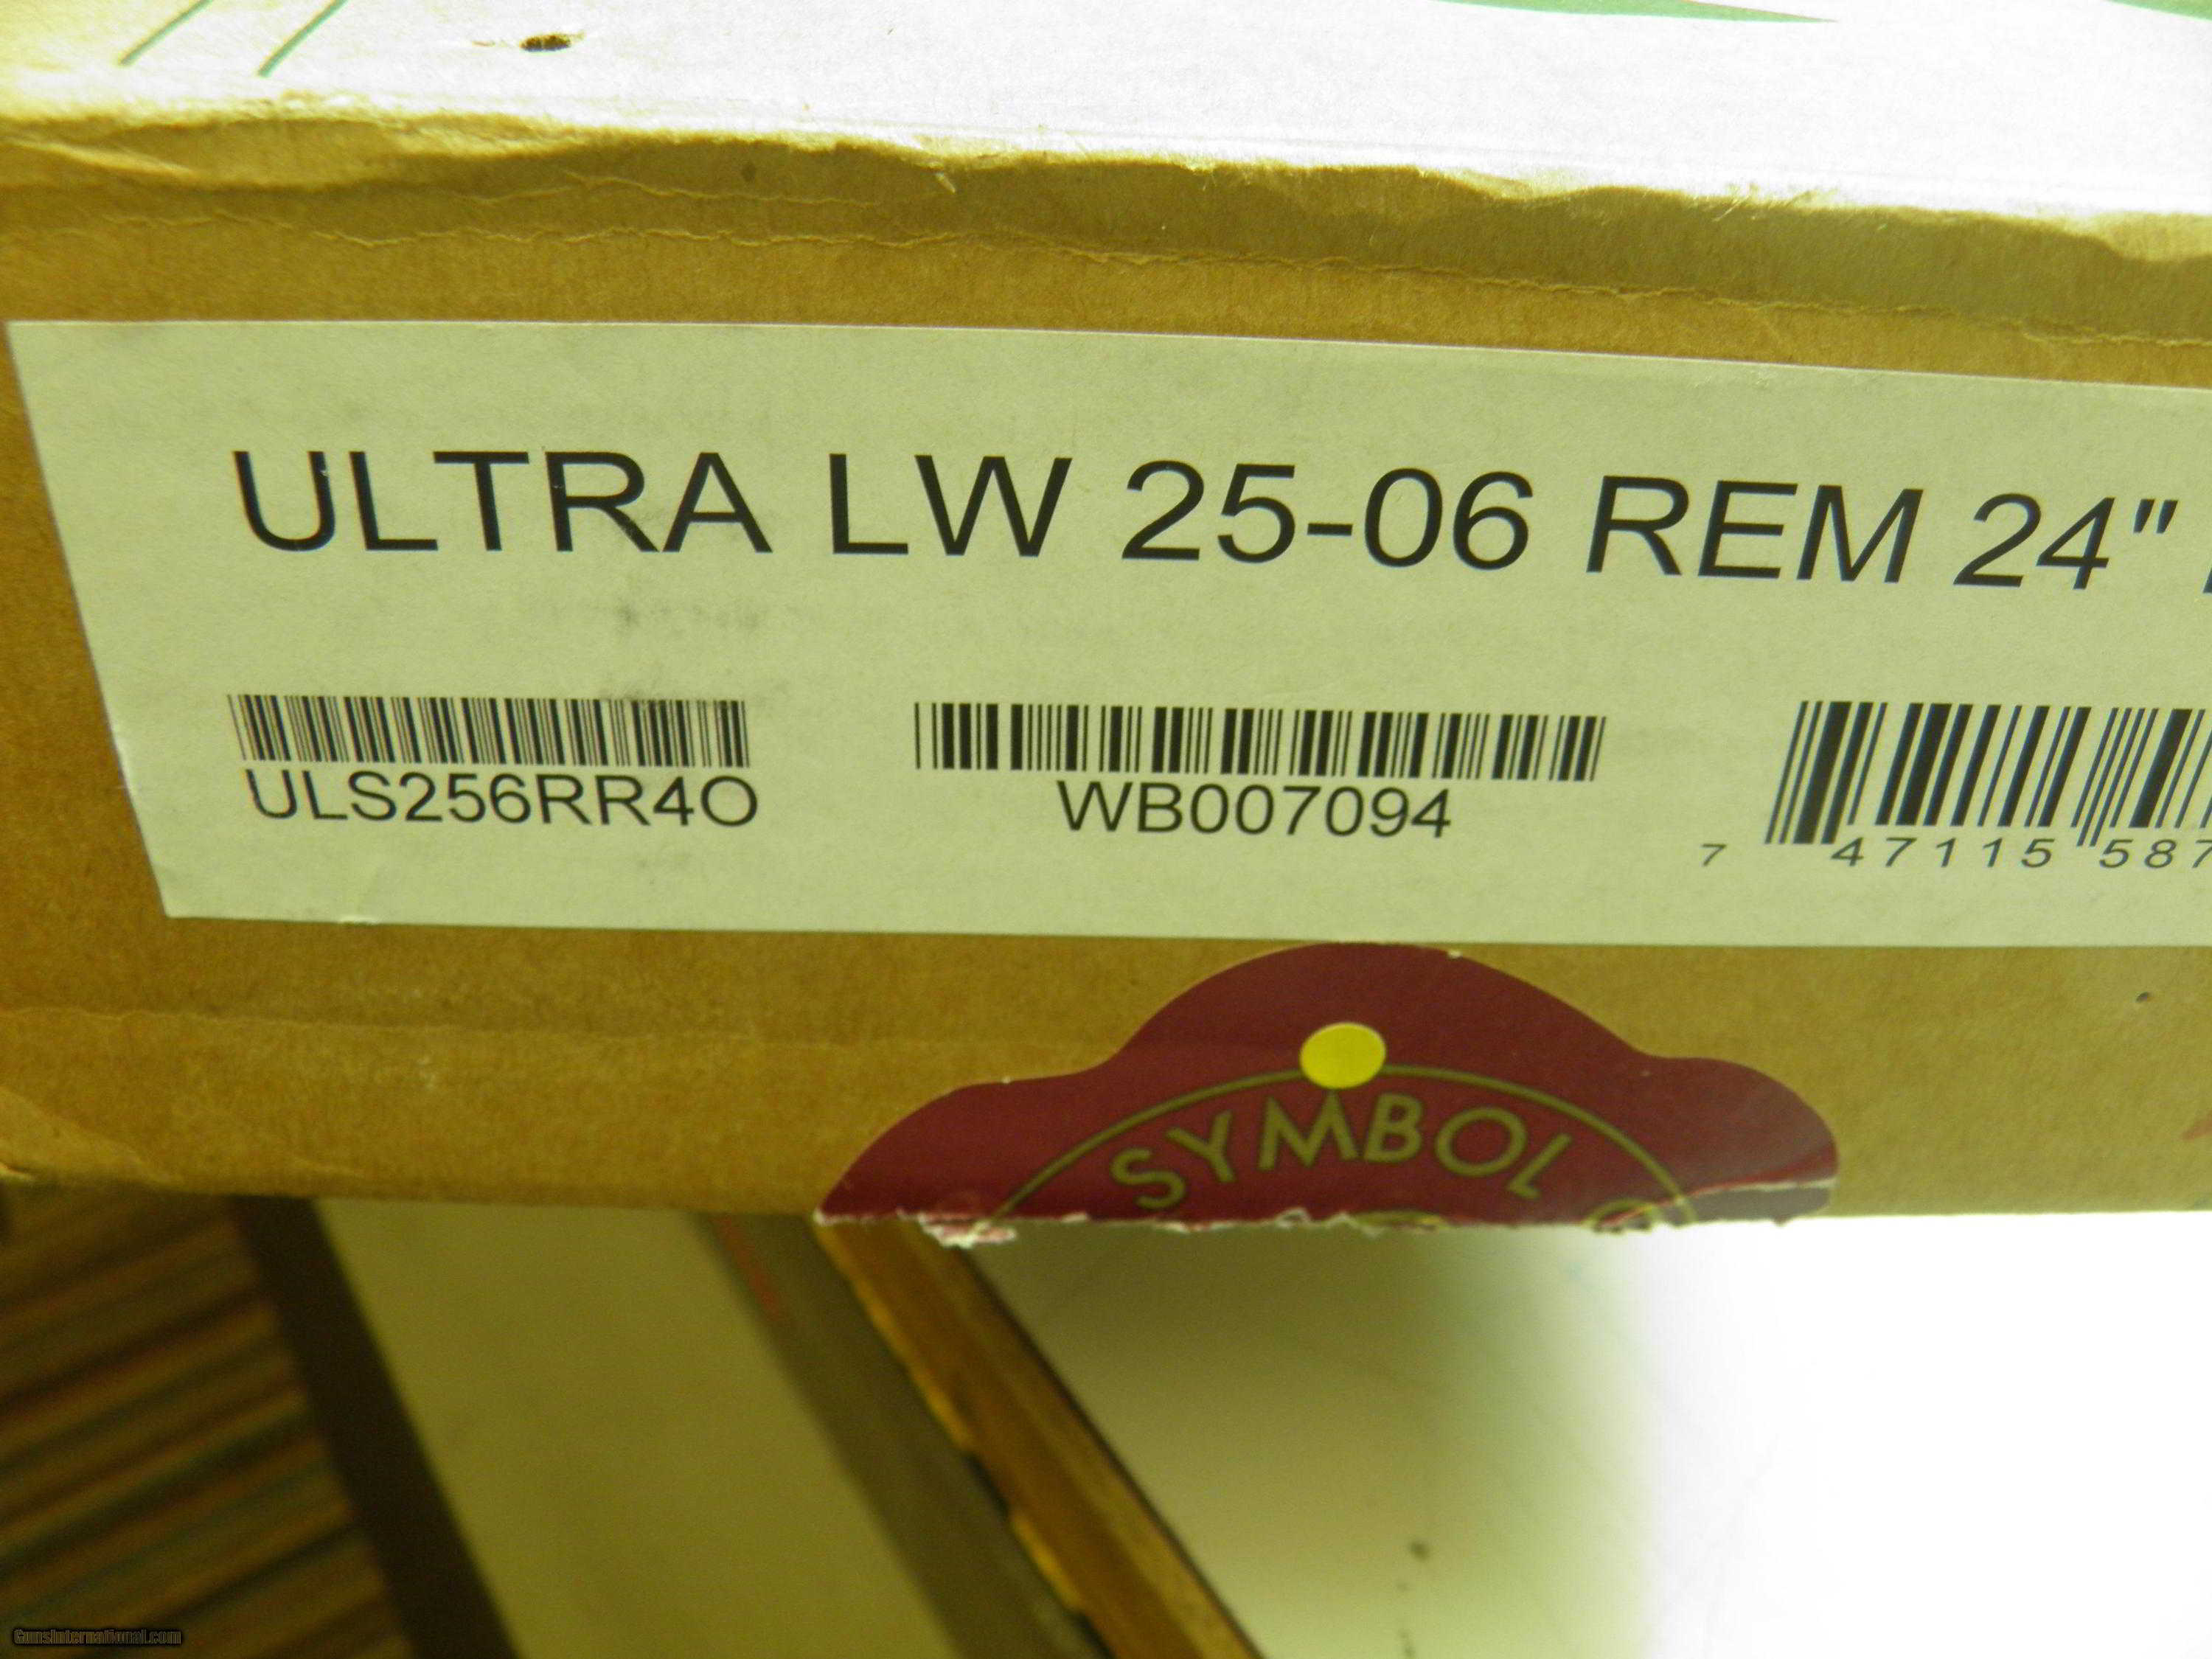 ULTRA LW 25-06 REM 24"
ULS256RR4O
WB007094
7 47115 587
SYMBOL
GunsInternational.com